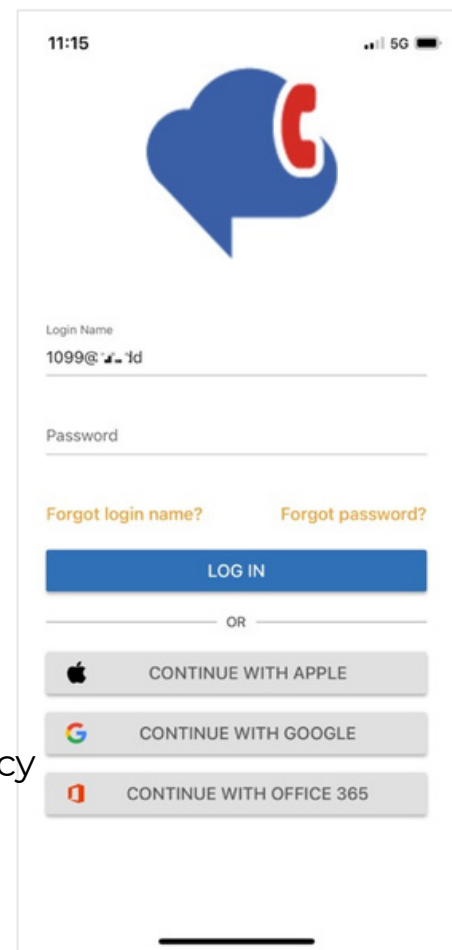 11:15 5G
Login Name
1099@
Password
Forgot login name? Forgot password?
LOG IN
OR
CONTINUE WITH APPLE
CONTINUE WITH GOOGLE
cy
CONTINUE WITH OFFICE 365